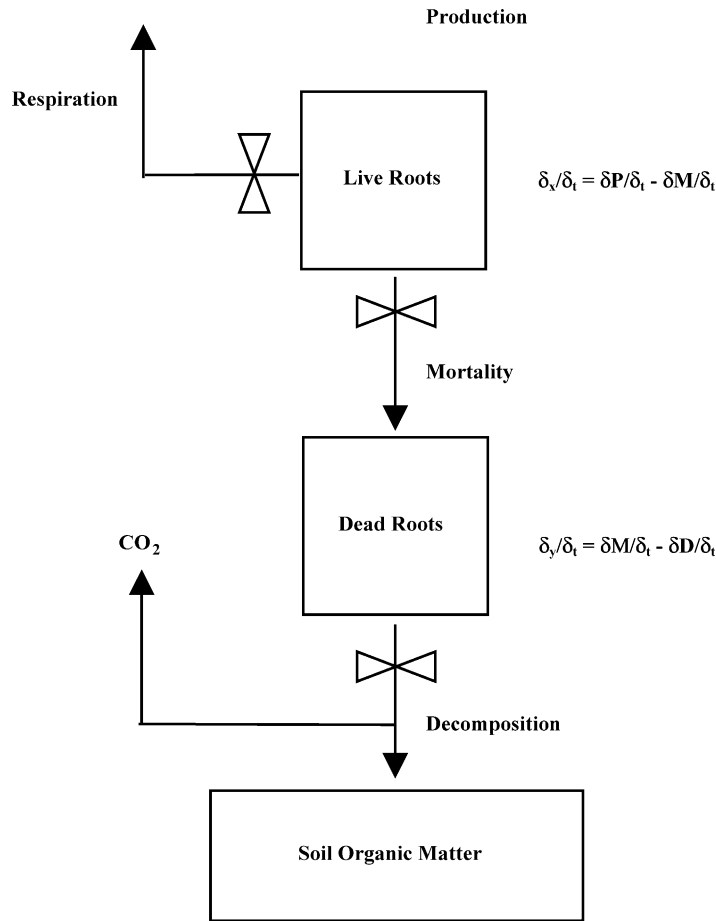 Production
Respiration
Live Roots
δₓ/δₜ = δP/δₜ - δM/δₜ
Mortality
Dead Roots
CO₂
δᵧ/δₜ = δM/δₜ - δD/δₜ
Decomposition
Soil Organic Matter